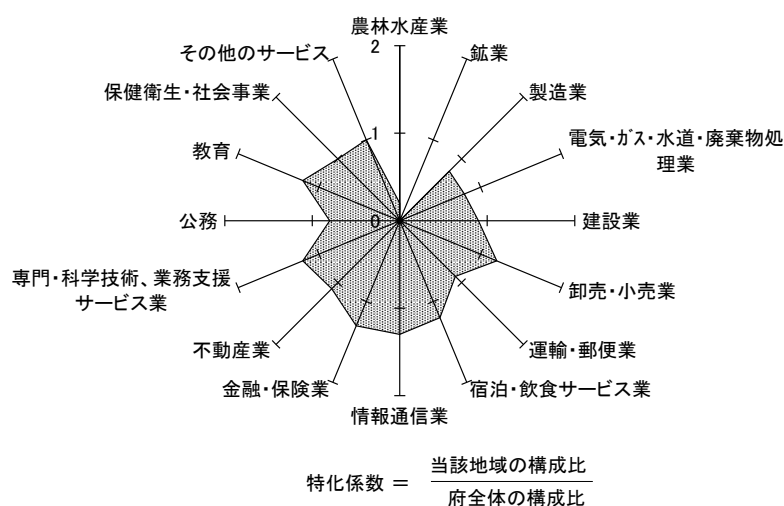 農林水産業
2
その他のサービス
鉱業
保健衛生・社会事業
製造業
1
教育
電気・ガス・水道・廃棄物処
理業
公務
0
建設業
専門・科学技術、業務支援
サービス業
卸売・小売業
不動産業
運輸・郵便業
金融・保険業
宿泊・飲食サービス業
情報通信業
特化係数 = 当該地域の構成比
府全体の構成比